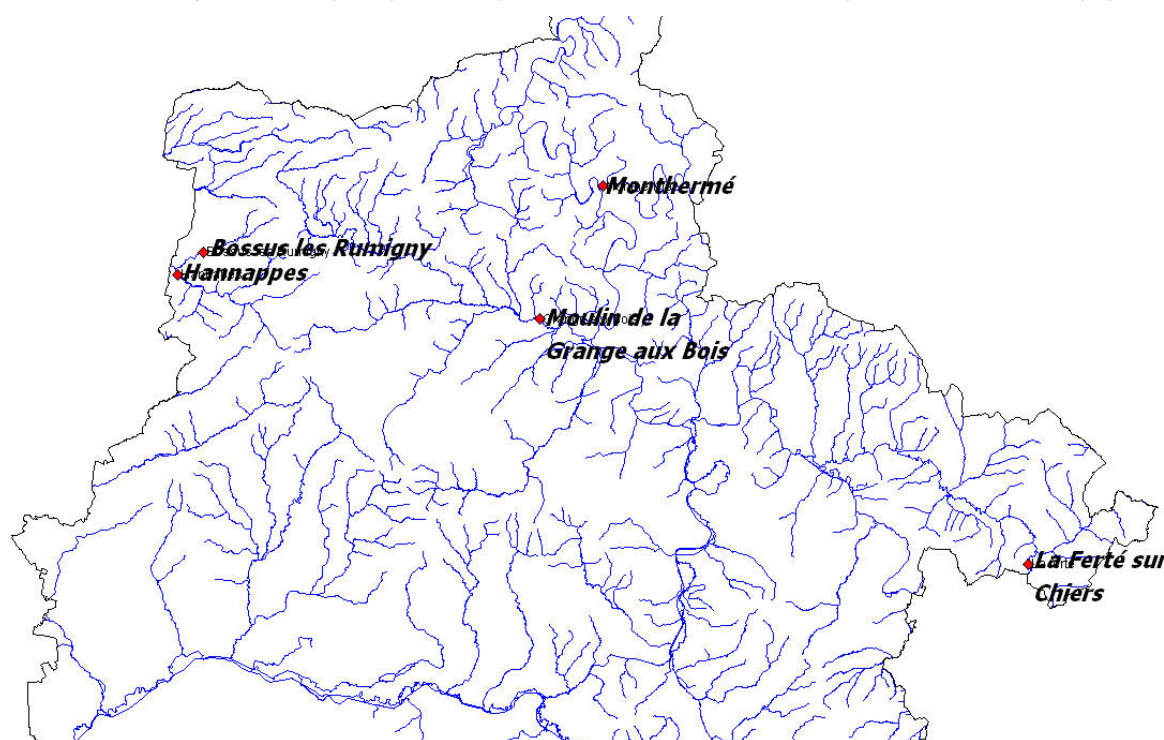 Monthermé
Bossus les Rumigny
Hannappes
Moulin de la
Grange aux Bois
La Ferté sur
Chiers